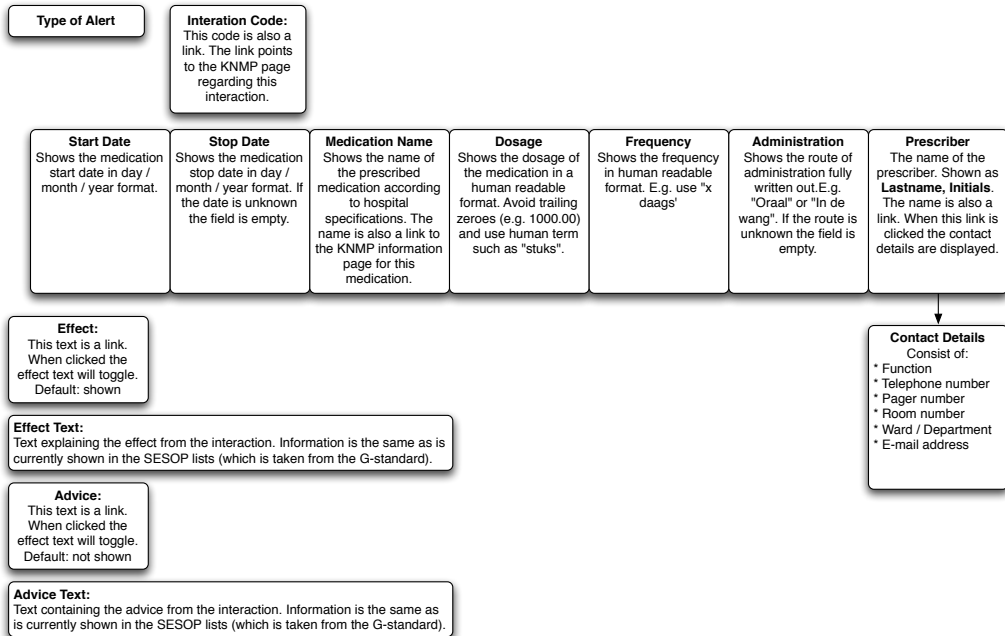 Type of Alert
Interation Code:
This code is also a
link. The link points
to the KNMP page
regarding this
interaction.
Start Date
Shows the medication
start date in day /
month / year format.
Stop Date
Shows the medication
stop date in day /
month / year format. If
the date is unknown
the field is empty.
Medication Name
Shows the name of
the prescribed
medication according
to hospital
specifications. The
name is also a link to
the KNMP information
page for this
medication.
Dosage
Shows the dosage of
the medication in a
human readable
format. Avoid trailing
zeroes (e.g. 1000.00)
and use human term
such as "stuks".
Frequency
Shows the frequency
in human readable
format. E.g. use "x
daags'
Administration
Shows the route of
administration fully
written out.E.g.
"Oraal" or "In de
wang". If the route is
unknown the field is
empty.
Prescriber
The name of the
prescriber. Shown as
Lastname, Initials.
The name is also a
link. When this link is
clicked the contact
details are displayed.
Effect:
This text is a link.
When clicked the
effect text will toggle.
Default: shown
Contact Details
Consist of:
* Function
* Telephone number
* Pager number
* Room number
* Ward / Department
* E-mail address
Effect Text:
Text explaining the effect from the interaction. Information is the same as is
currently shown in the SESOP lists (which is taken from the G-standard).
Advice:
This text is a link.
When clicked the
effect text will toggle.
Default: not shown
Advice Text:
Text containing the advice from the interaction. Information is the same as
is currently shown in the SESOP lists (which is taken from the G-standard).